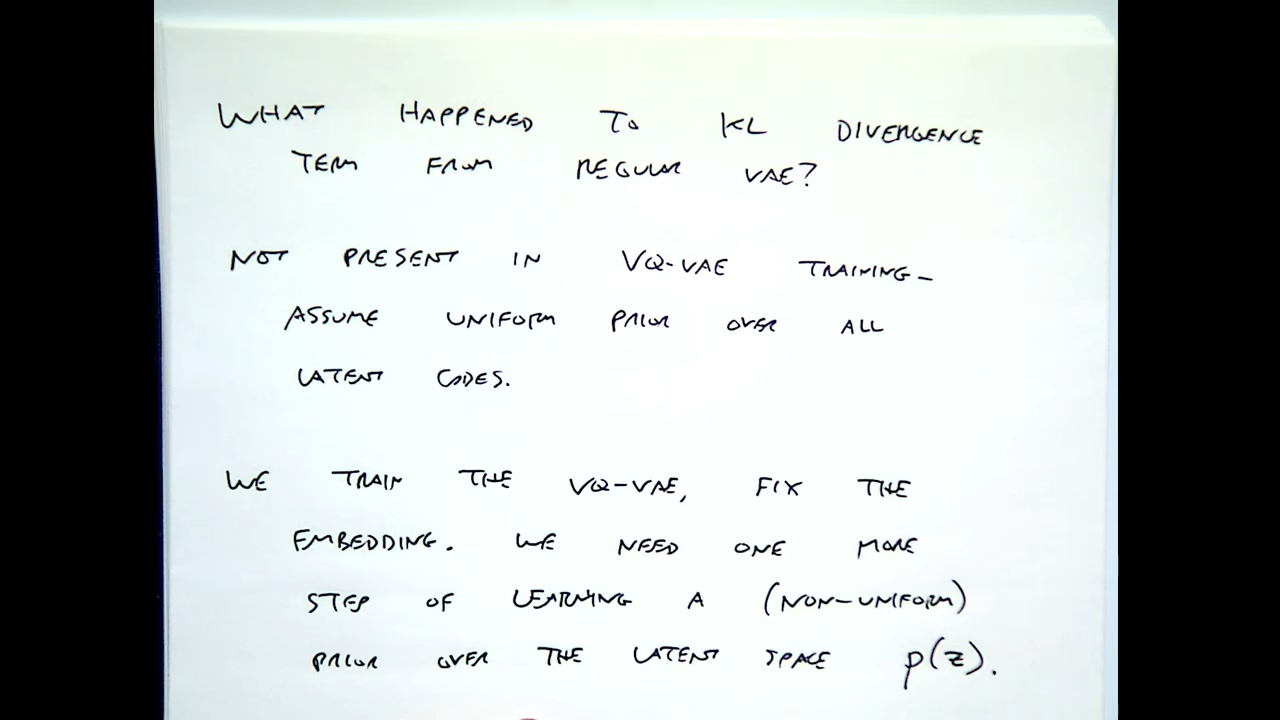 WHAT HAPPENED TO KL DIVERGENCE
TERM FROM REGULAR VAE?
NOT PRESENT IN VQ-VAE TRAINING-
ASSUME UNIFORM PRIOR OVER ALL
LATENT CODES.
WE TRAIN THE VQ-VAE, FIX THE
EMBEDDING. WE NEED ONE MORE
STEP OF LEARNING A (NON-UNIFORM)
PRIOR OVER THE LATENT SPACE p(z).